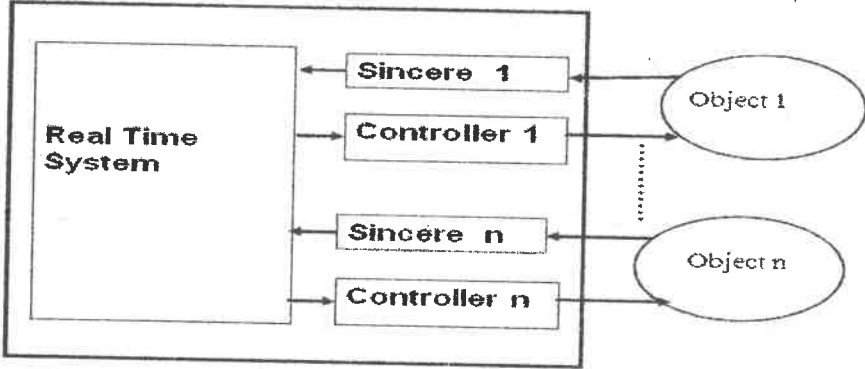 Sincere 1
Object 1
Controller 1
Real Time
System
Sincere n
Object n
Controller n